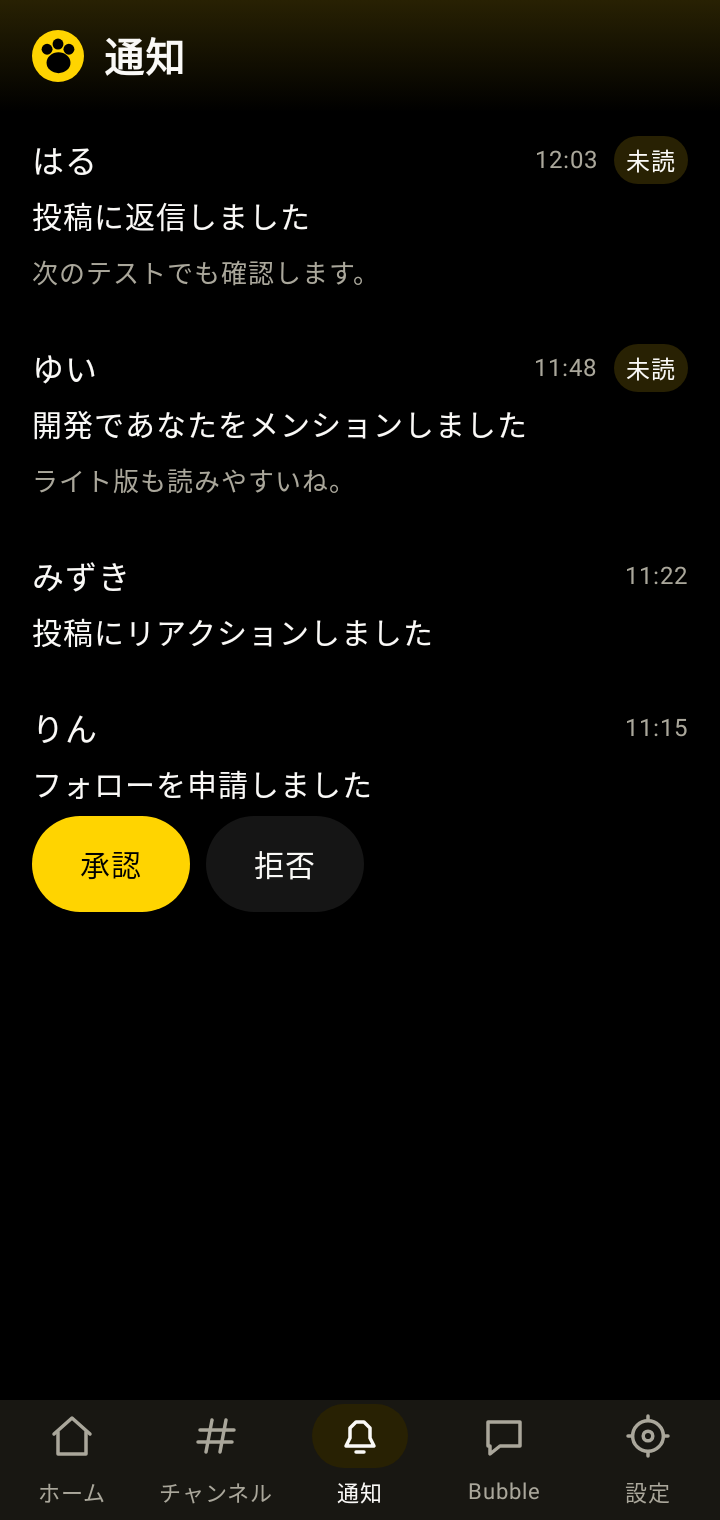 通知
はる 12:03 未読
投稿に返信しました
次のテストでも確認します。
ゆい 11:48 未読
開発であなたをメンションしました
ライト版も読みやすいね。
みずき 11:22
投稿にリアクションしました
りん 11:15
フォローを申請しました
承認 拒否
ホーム チャンネル 通知 Bubble 設定